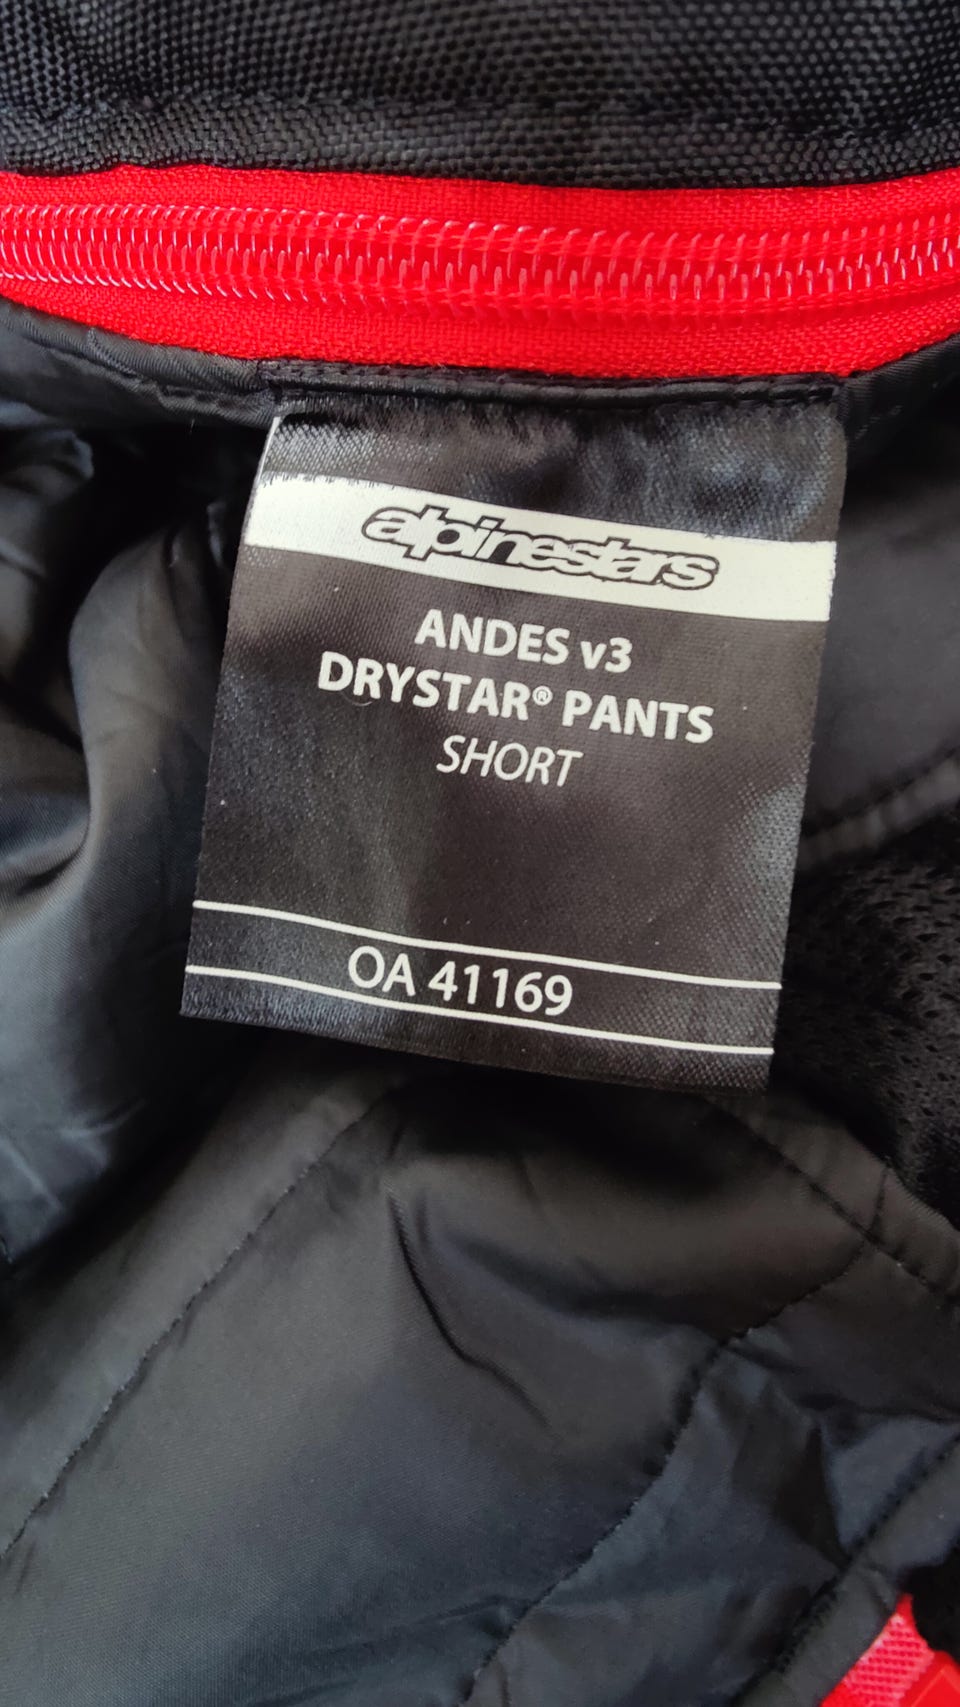 alpinestars
ANDES v3
DRYSTAR® PANTS
SHORT
OA 41169